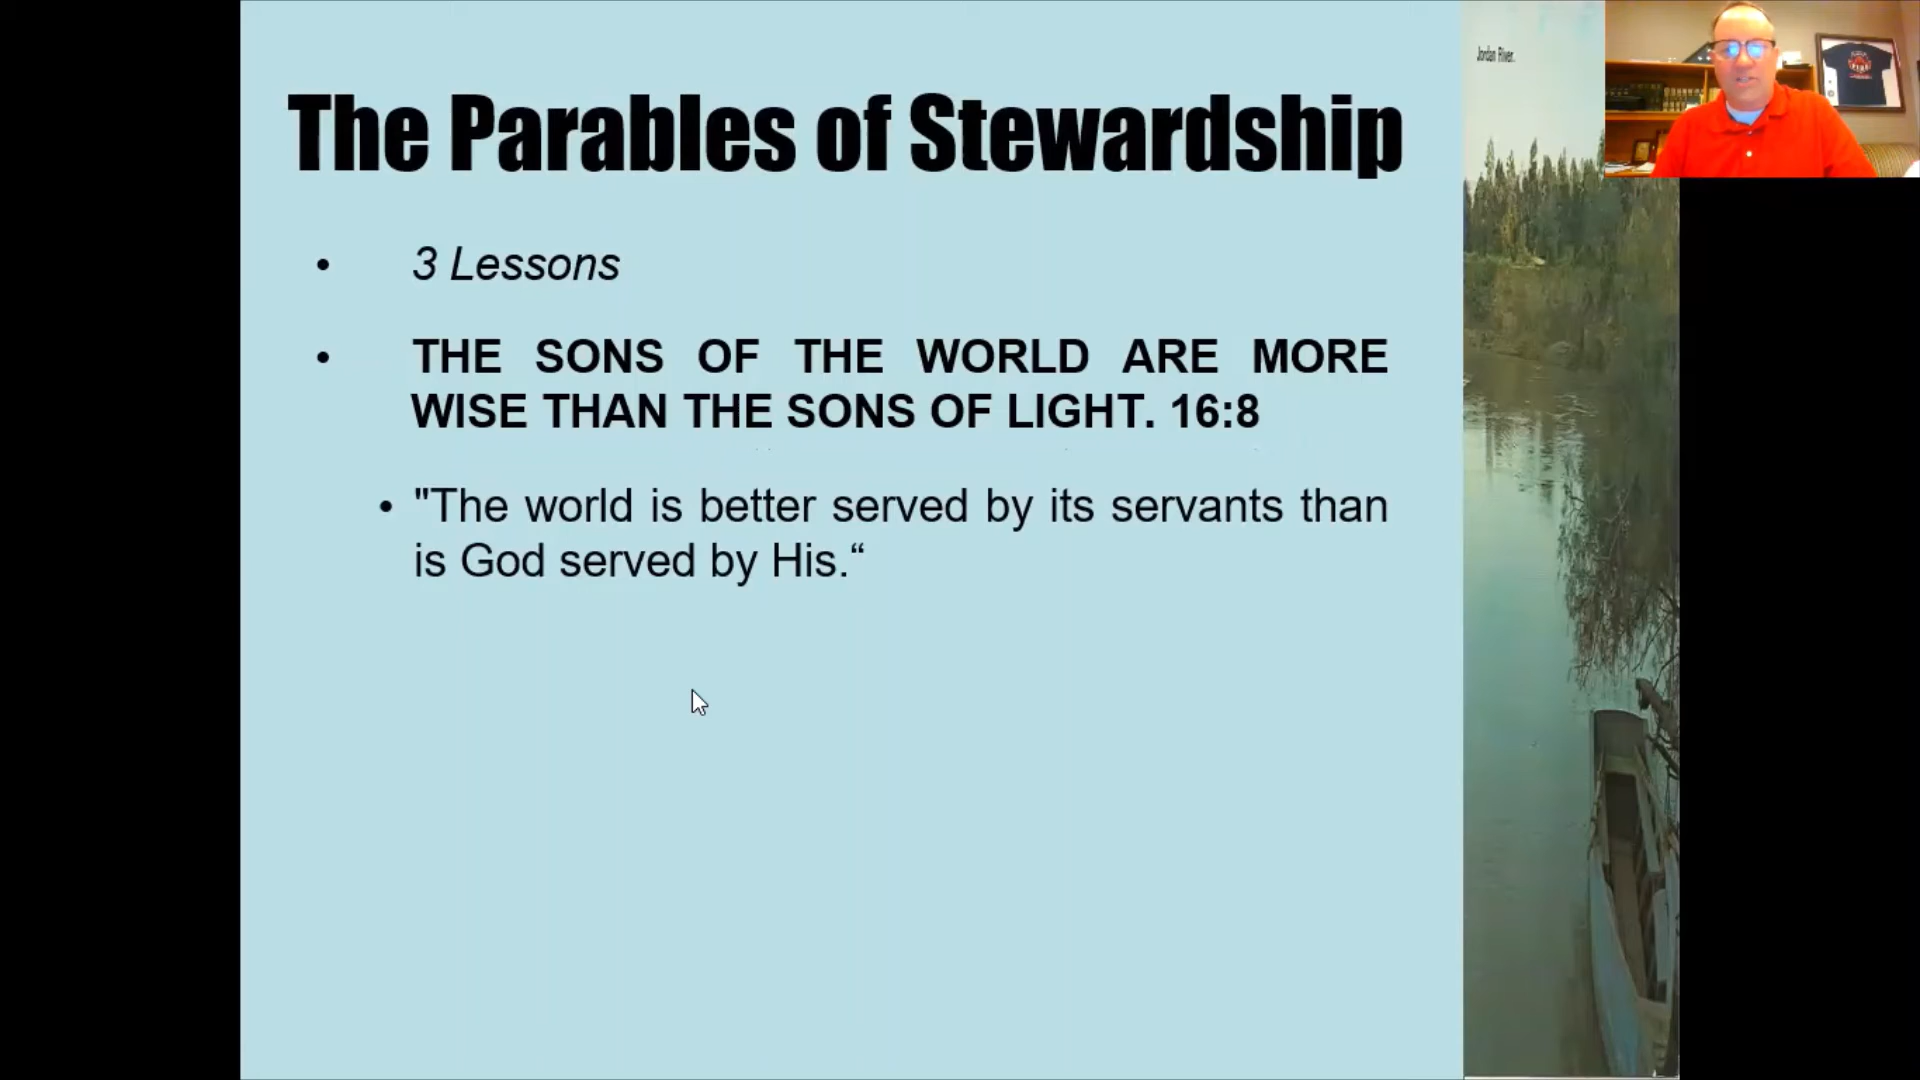 The Parables of Stewardship
Jordan River.
• 3 Lessons
• THE SONS OF THE WORLD ARE MORE
WISE THAN THE SONS OF LIGHT. 16:8
• "The world is better served by its servants than
is God served by His.“